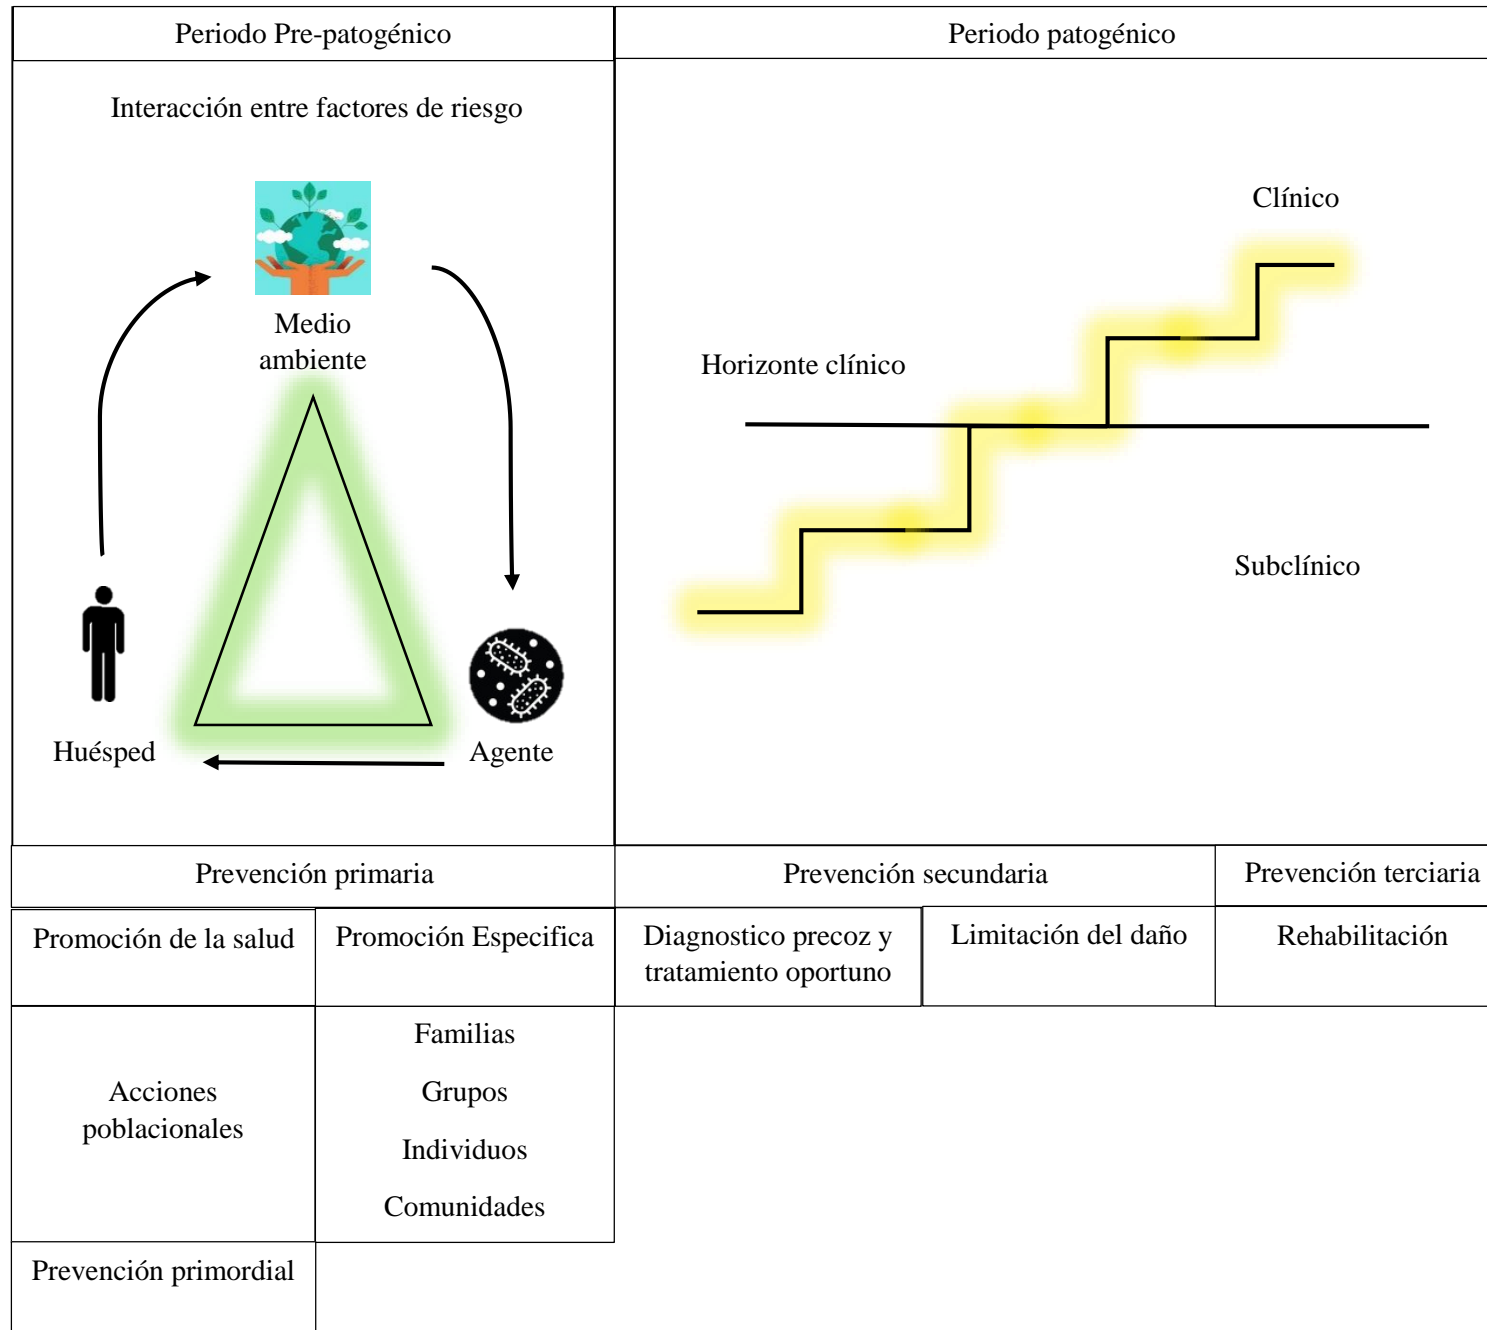 Periodo Pre-patogénico
Periodo patogénico
Interacción entre factores de riesgo
Medio
ambiente
Huésped
Agente
Clínico
Horizonte clínico
Subclínico
Prevención primaria
Prevención secundaria
Prevención terciaria
Promoción de la salud
Promoción Especifica
Diagnostico precoz y
tratamiento oportuno
Limitación del daño
Rehabilitación
Acciones
poblacionales
Familias
Grupos
Individuos
Comunidades
Prevención primordial